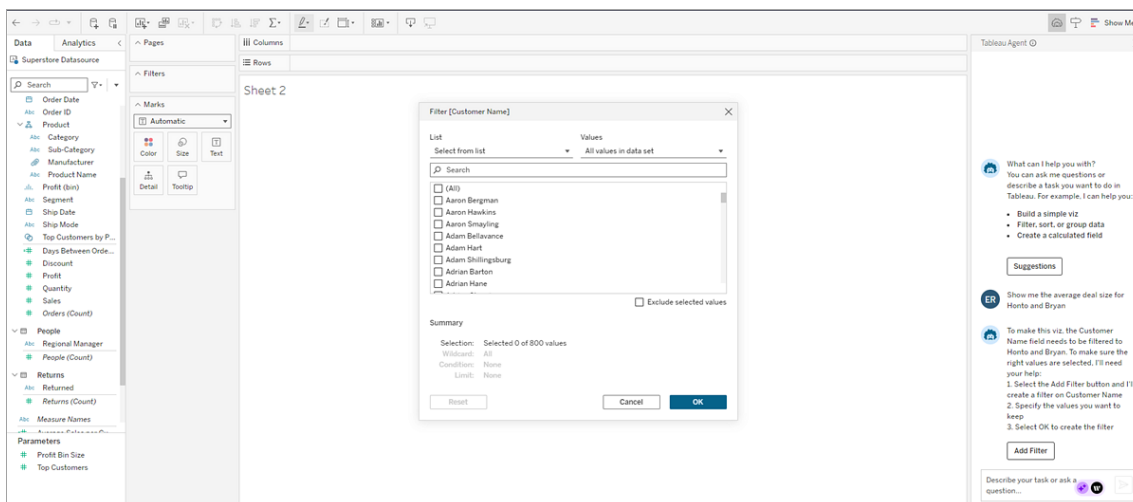 Show Me
Data
Analytics
Pages
Columns
Rows
Superstore Datasource
Search
Order Date
Abc Order ID
Product
Abc Category
Abc Sub-Category
Manufacturer
Abc Product Name
Profit (bin)
Abc Segment
Ship Date
Abc Ship Mode
Top Customers by P...
Days Between Orde...
Discount
Profit
Quantity
Sales
Orders (Count)
People
Abc Regional Manager
People (Count)
Returns
Abc Returned
Returns (Count)
Abc Measure Names
Parameters
Profit Bin Size
Top Customers
Filters
Marks
Automatic
Color
Size
Text
Detail
Tooltip
Sheet 2
Filter [Customer Name]
List
Values
Select from list
All values in data set
Search
(All)
Aaron Bergman
Aaron Hawkins
Aaron Smayling
Adam Bellavance
Adam Hart
Adam Shillingsburg
Adrian Barton
Adrian Hane
Exclude selected values
Summary
Selection: Selected 0 of 800 values
Wildcard: All
Condition: None
Limit: None
Reset
Cancel
OK
Tableau Agent
What can I help you with?
You can ask me questions or
describe a task you want to do in
Tableau. For example, I can help you:
• Build a simple viz
• Filter, sort, or group data
• Create a calculated field
Suggestions
ER
Show me the average deal size for
Honto and Bryan
To make this viz, the Customer
Name field needs to be filtered to
Honto and Bryan. To make sure the
right values are selected, I'll need
your help:
1. Select the Add Filter button and I'll
create a filter on Customer Name
2. Specify the values you want to
keep
3. Select OK to create the filter
Add Filter
Describe your task or ask a
question...